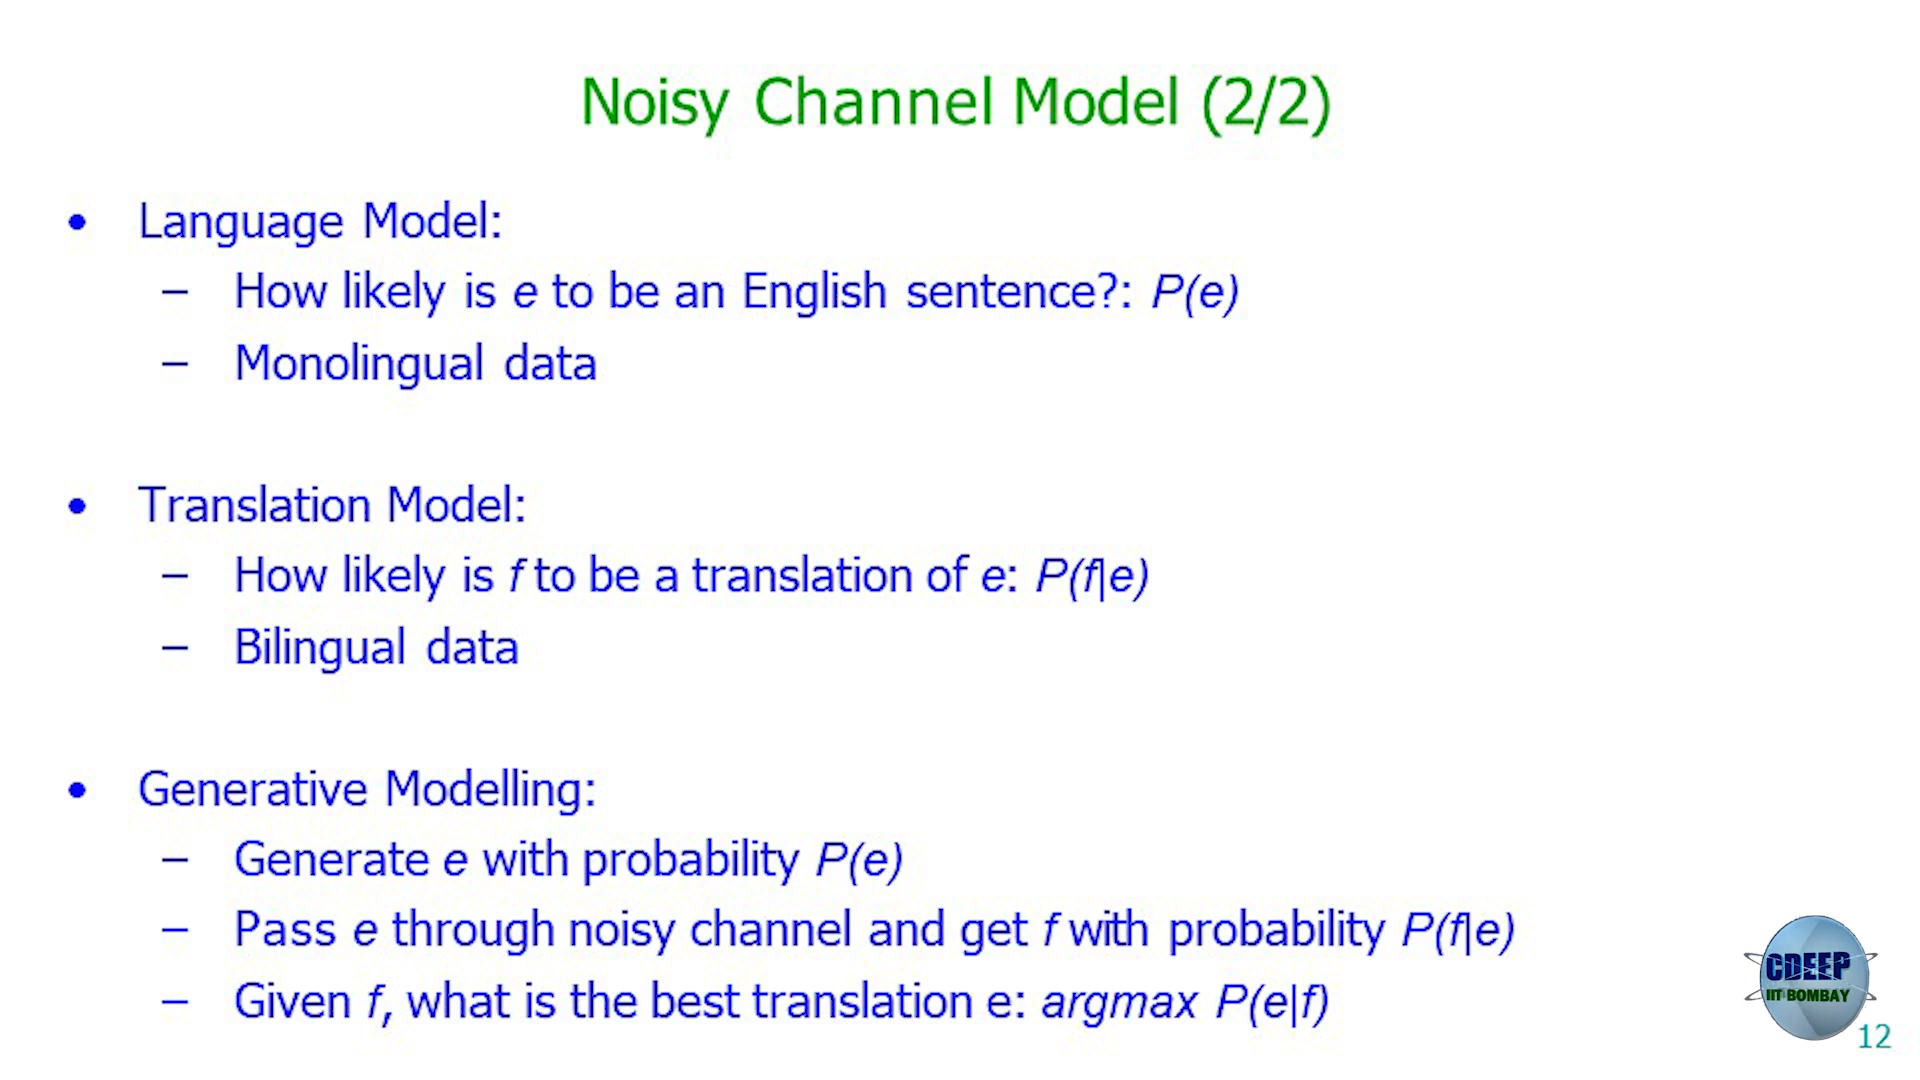 Noisy Channel Model (2/2)
• Language Model:
– How likely is e to be an English sentence?: P(e)
– Monolingual data
• Translation Model:
– How likely is f to be a translation of e: P(f|e)
– Bilingual data
• Generative Modelling:
– Generate e with probability P(e)
– Pass e through noisy channel and get f with probability P(f|e)
– Given f, what is the best translation e: argmax P(e|f)
CDEEP
IIT BOMBAY
12